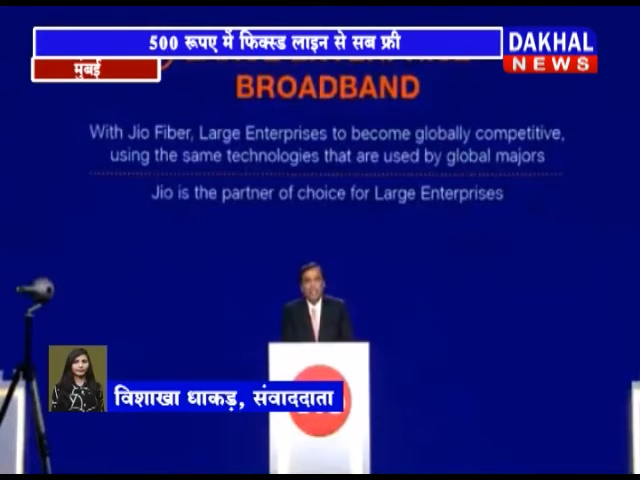 500 रूपए में फिक्स्ड लाइन से सब फ्री
DAKHAL
NEWS
मुंबई
BROADBAND
With Jio Fiber, Large Enterprises to become globally competitive,
using the same technologies that are used by global majors
Jio is the partner of choice for Large Enterprises
विशाखा धाकड़, संवाददाता